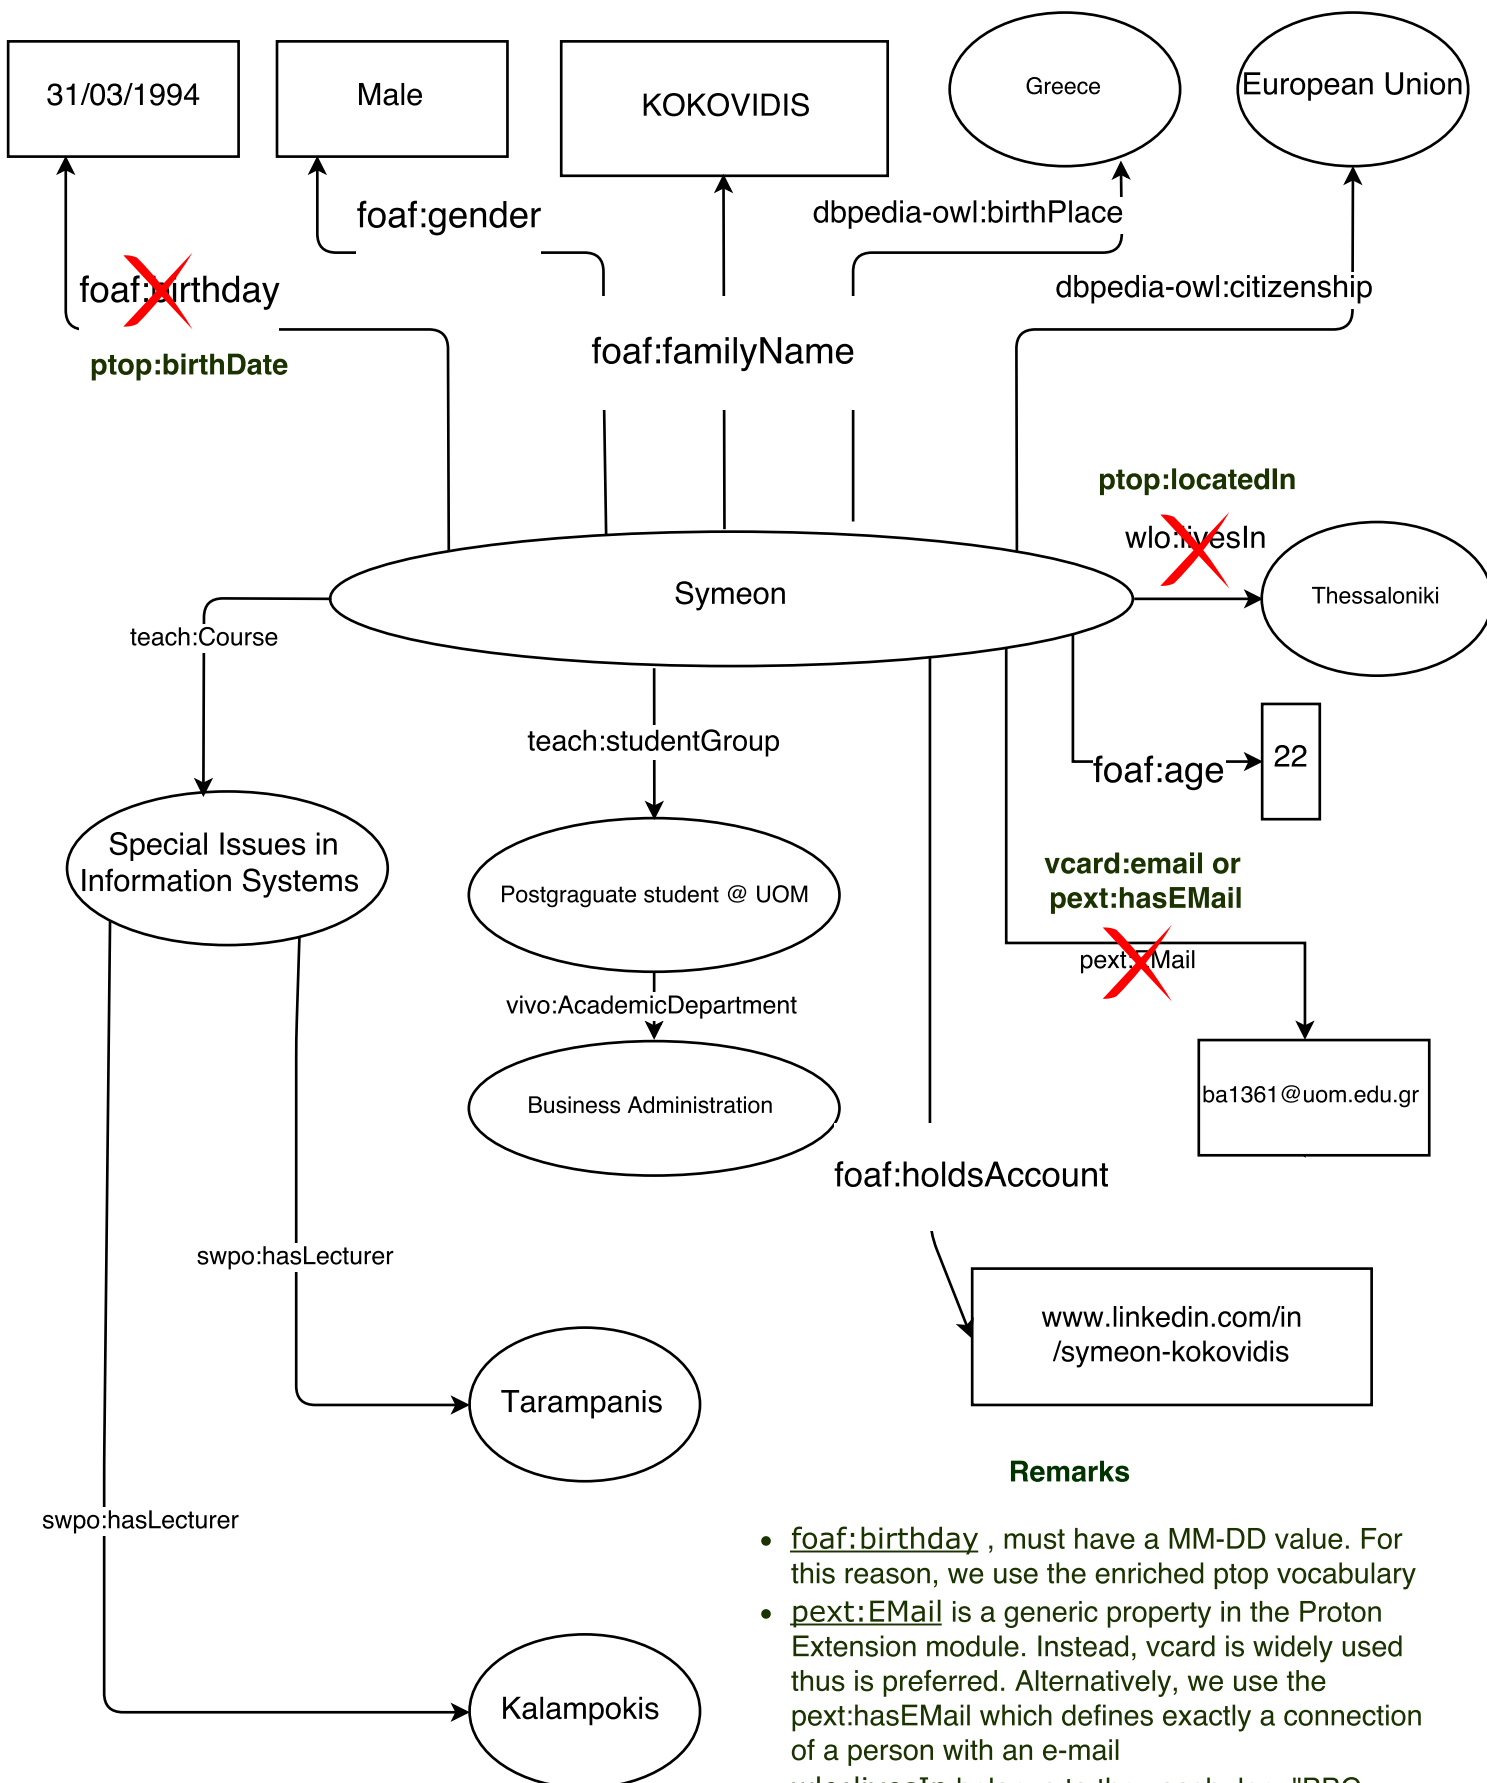 31/03/1994
Male
KOKOVIDIS
Greece
European Union
foaf:gender
dbpedia-owl:birthPlace
foaf:birthday
dbpedia-owl:citizenship
ptop:birthDate
foaf:familyName
ptop:locatedIn
wlo:livesIn
Symeon
Thessaloniki
teach:Course
teach:studentGroup
foaf:age
22
Special Issues in
Information Systems
Postgraguate student @ UOM
vcard:email or
pext:hasEMail
pext:EMail
vivo:AcademicDepartment
Business Administration
ba1361@uom.edu.gr
foaf:holdsAccount
swpo:hasLecturer
www.linkedin.com/in
/symeon-kokovidis
Tarampanis
Remarks
swpo:hasLecturer
• foaf:birthday , must have a MM-DD value. For
this reason, we use the enriched ptop vocabulary
• pext:EMail is a generic property in the Proton
Extension module. Instead, vcard is widely used
thus is preferred. Alternatively, we use the
pext:hasEMail which defines exactly a connection
of a person with an e-mail
Kalampokis